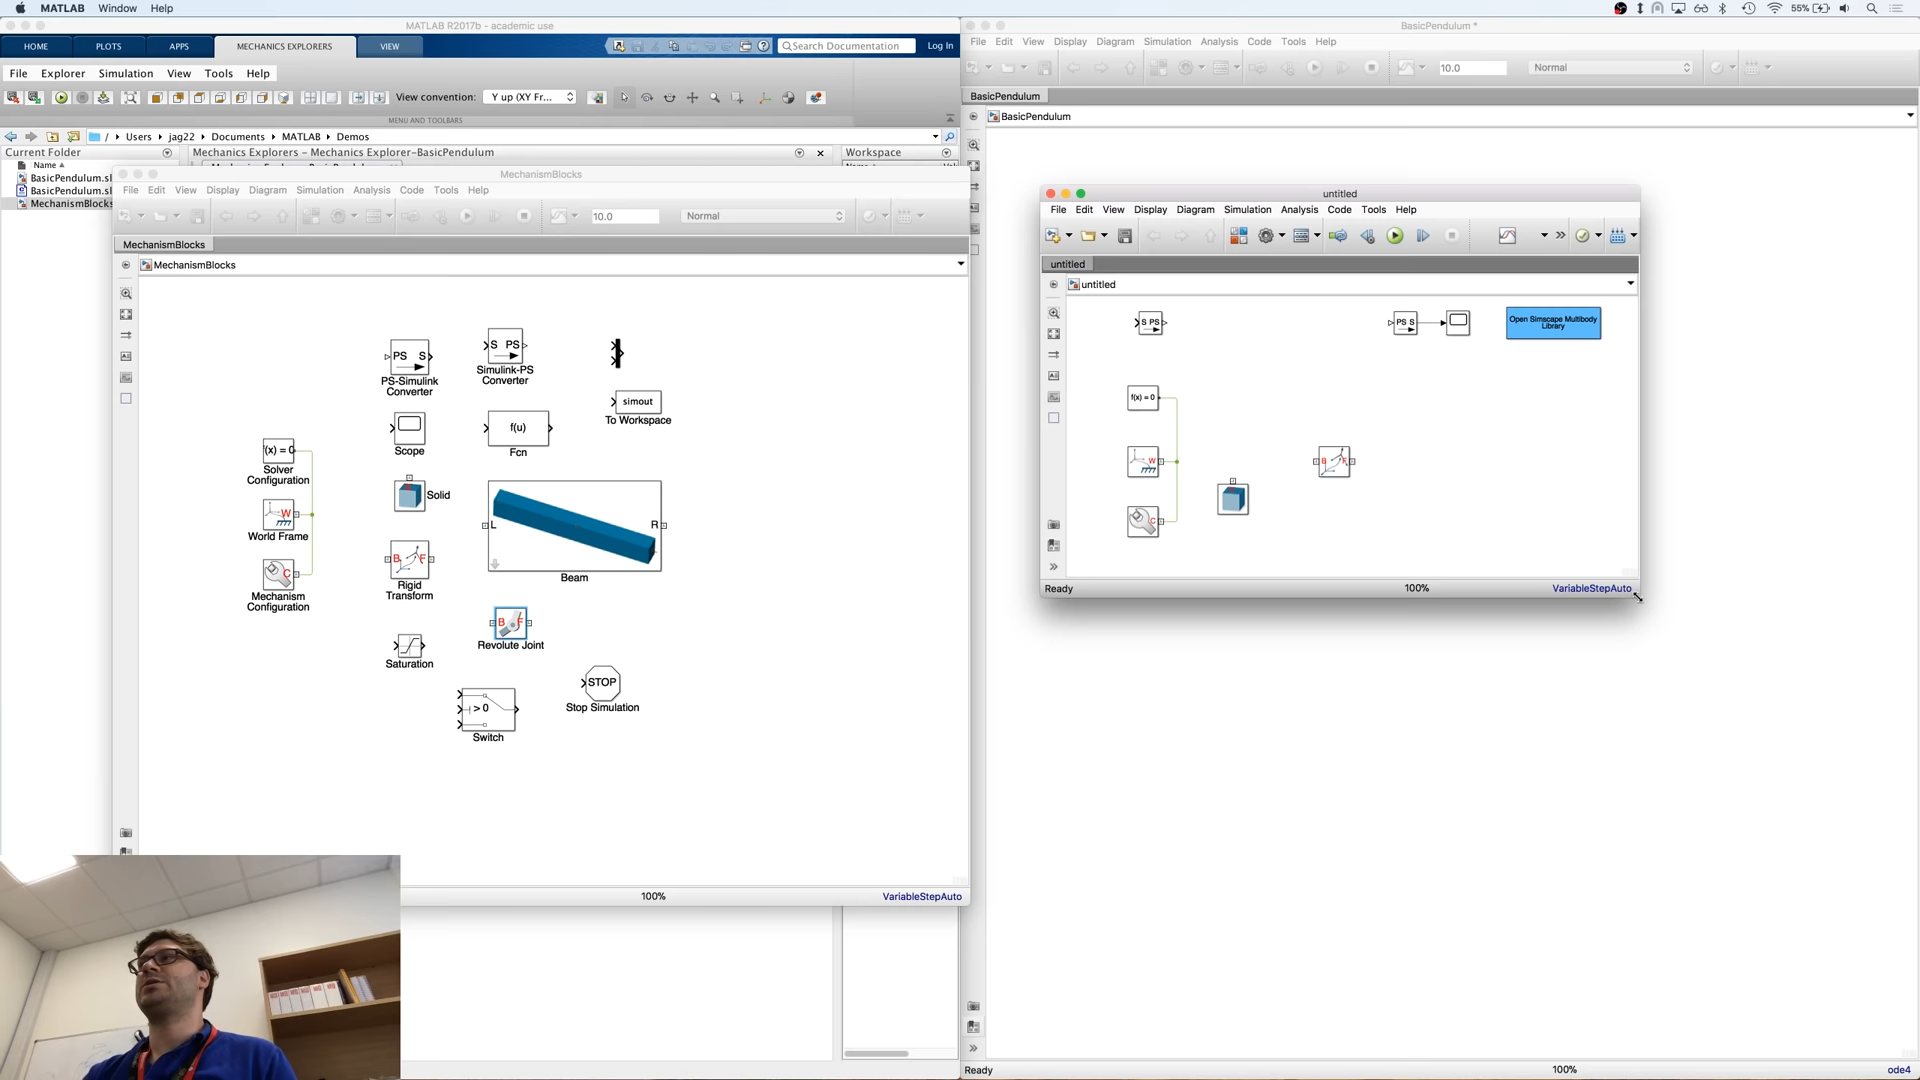 MATLAB Window Help
55%
MATLAB R2017b - academic use
HOME PLOTS APPS MECHANICS EXPLORERS VIEW
Search Documentation Log In
File Explorer Simulation View Tools Help
View convention: Y up (XY Fr...
MENU AND TOOLBARS
/ Users jag22 Documents MATLAB Demos
Current Folder
Name
BasicPendulum.sl
BasicPendulum.sl
MechanismBlocks
Mechanics Explorers - Mechanics Explorer-BasicPendulum
Workspace
MechanismBlocks
File Edit View Display Diagram Simulation Analysis Code Tools Help
10.0 Normal
MechanismBlocks
MechanismBlocks
PS S
PS-Simulink
Converter
S PS
Simulink-PS
Converter
simout
To Workspace
Scope
f(u)
Fcn
f(x) = 0
Solver
Configuration
W
World Frame
C
Mechanism
Configuration
Solid
L R
Beam
B F
Rigid
Transform
B F
Revolute Joint
Saturation
> 0
Switch
STOP
Stop Simulation
100% VariableStepAuto
BasicPendulum *
File Edit View Display Diagram Simulation Analysis Code Tools Help
10.0 Normal
BasicPendulum
BasicPendulum
untitled
File Edit View Display Diagram Simulation Analysis Code Tools Help
untitled
untitled
S PS
PS S
Open Simscape Multibody
Library
f(x) = 0
W
C
B F
Ready 100% VariableStepAuto
Ready 100% ode4